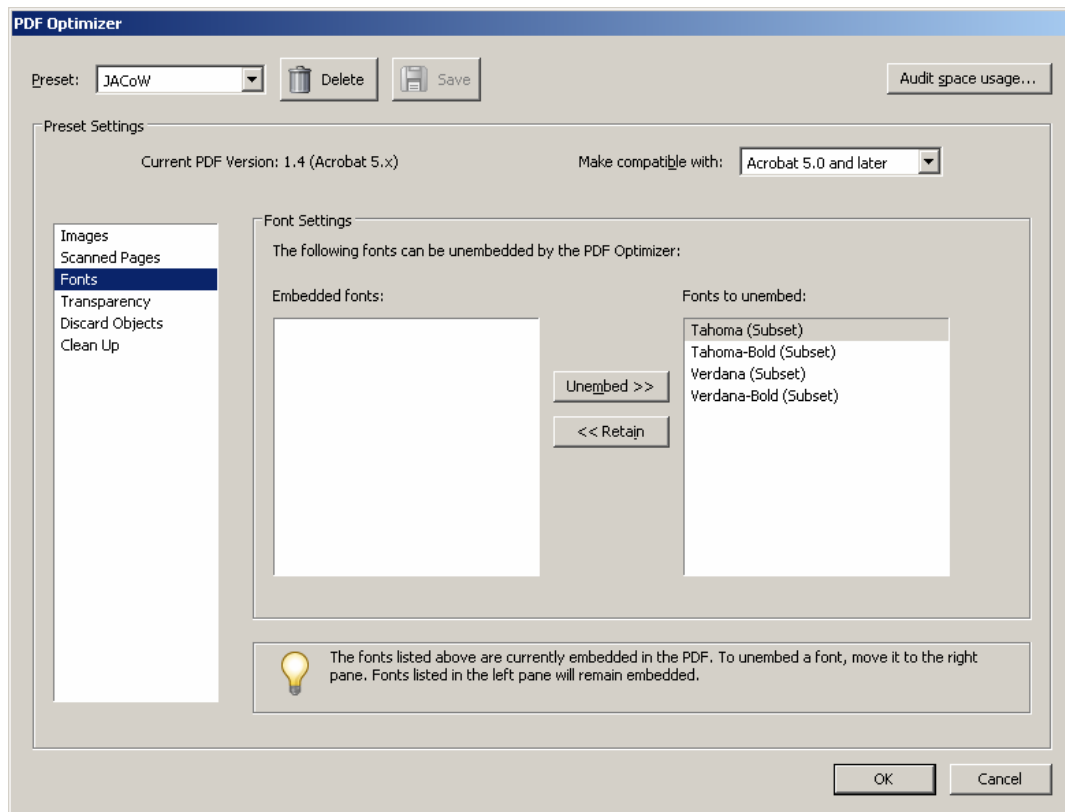 PDF Optimizer
Preset: JACoW Delete Save Audit space usage...
Preset Settings
Current PDF Version: 1.4 (Acrobat 5.x) Make compatible with: Acrobat 5.0 and later
Images
Scanned Pages
Fonts
Transparency
Discard Objects
Clean Up
Font Settings
The following fonts can be unembedded by the PDF Optimizer:
Embedded fonts:
Unembed >>
<< Retain
Fonts to unembed:
Tahoma (Subset)
Tahoma-Bold (Subset)
Verdana (Subset)
Verdana-Bold (Subset)
The fonts listed above are currently embedded in the PDF. To unembed a font, move it to the right
pane. Fonts listed in the left pane will remain embedded.
OK Cancel